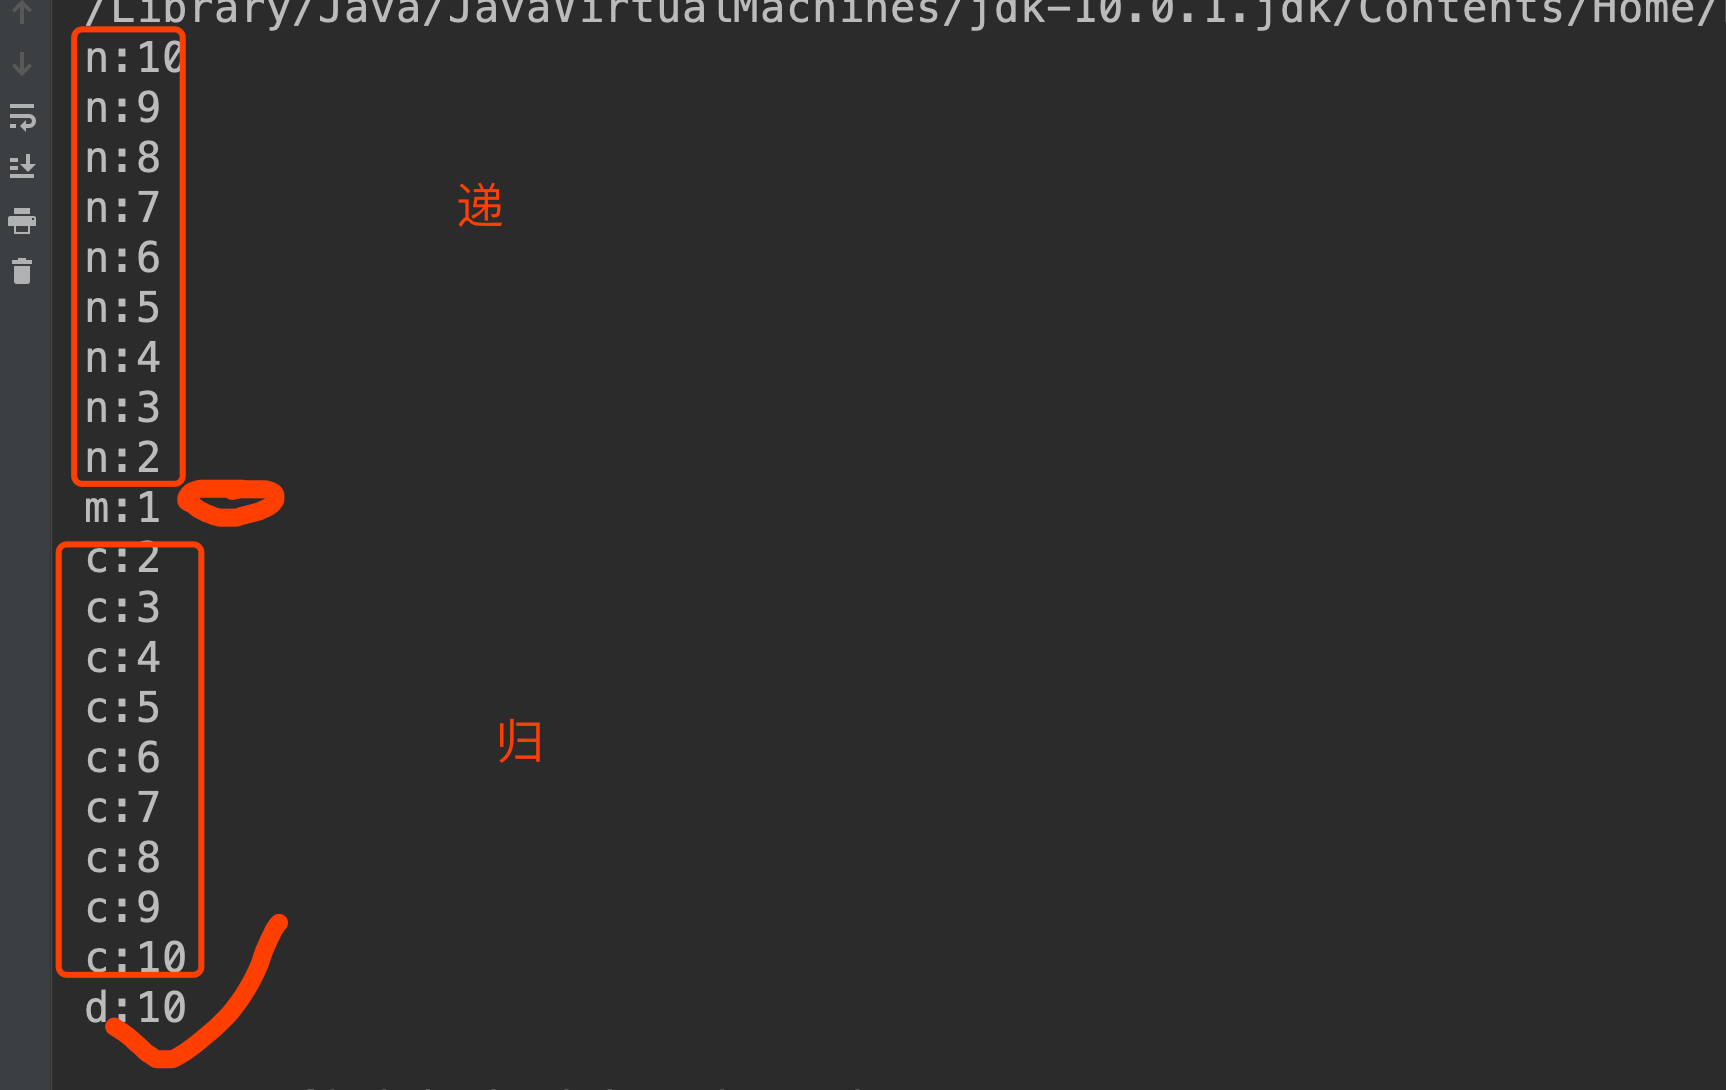 /Library/Java/JavaVirtualMachines/jdk-10.0.1.jdk/Contents/Home/
n:10
n:9
n:8
n:7
递
n:6
n:5
n:4
n:3
n:2
m:1
c:2
c:3
c:4
c:5
归
c:6
c:7
c:8
c:9
c:10
d:10